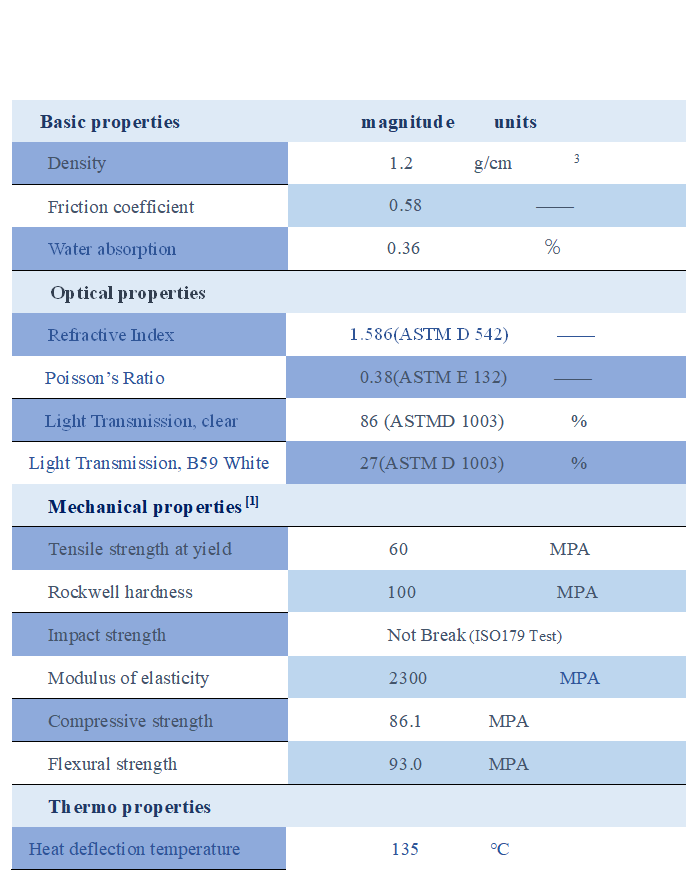 Basic properties magnitude units
Density 1.2 g/cm 3
Friction coefficient 0.58 ——
Water absorption 0.36 %
Optical properties
Refractive Index 1.586(ASTM D 542) ——
Poisson’s Ratio 0.38(ASTM E 132) ——
Light Transmission, clear 86 (ASTMD 1003) %
Light Transmission, B59 White 27(ASTM D 1003) %
Mechanical properties [1]
Tensile strength at yield 60 MPA
Rockwell hardness 100 MPA
Impact strength Not Break (ISO179 Test)
Modulus of elasticity 2300 MPA
Compressive strength 86.1 MPA
Flexural strength 93.0 MPA
Thermo properties
Heat deflection temperature 135 ℃